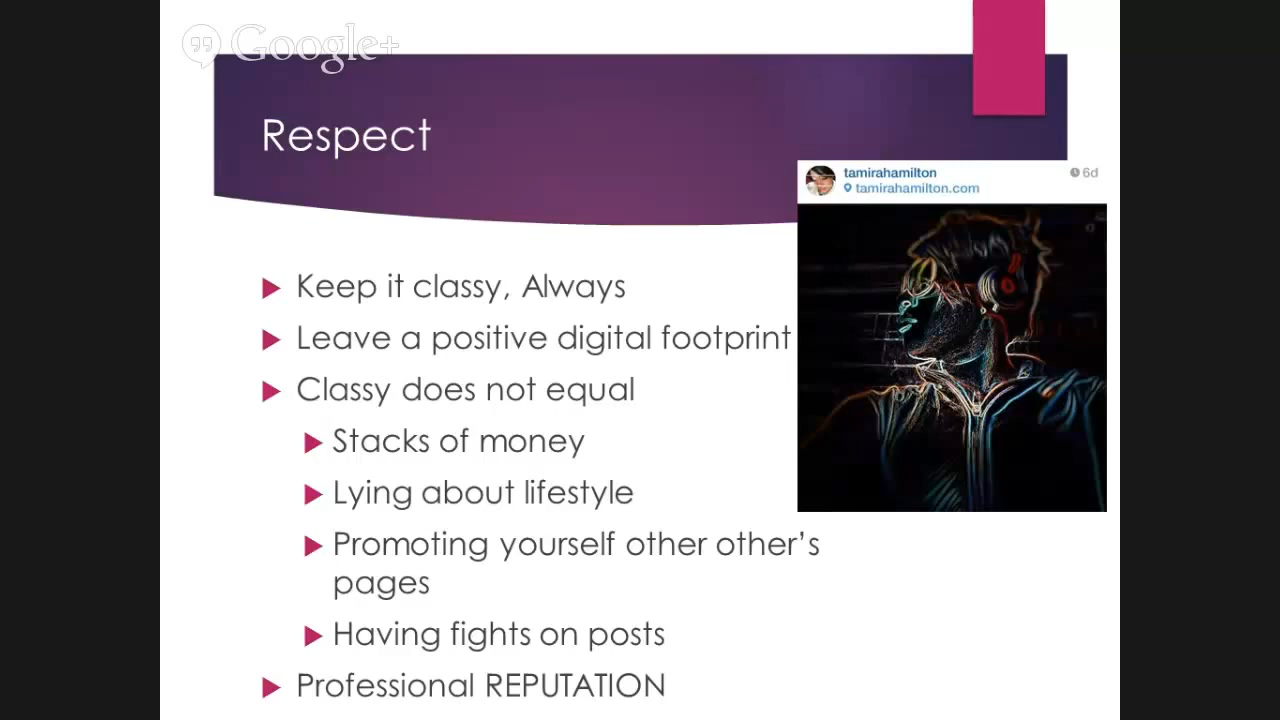 Google+
Respect
tamirahamilton
6d
tamirahamilton.com
Keep it classy, Always
Leave a positive digital footprint
Classy does not equal
Stacks of money
Lying about lifestyle
Promoting yourself other other’s
pages
Having fights on posts
Professional REPUTATION